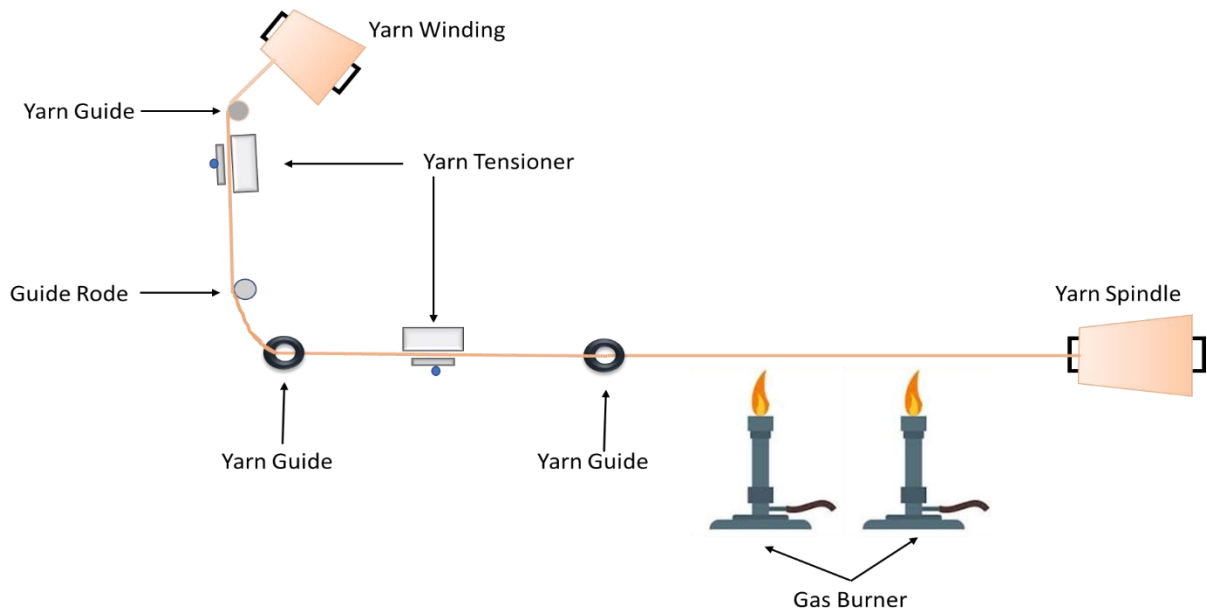 Yarn Winding
Yarn Guide
Yarn Tensioner
Guide Rode
Yarn Spindle
Yarn Guide
Yarn Guide
Gas Burner